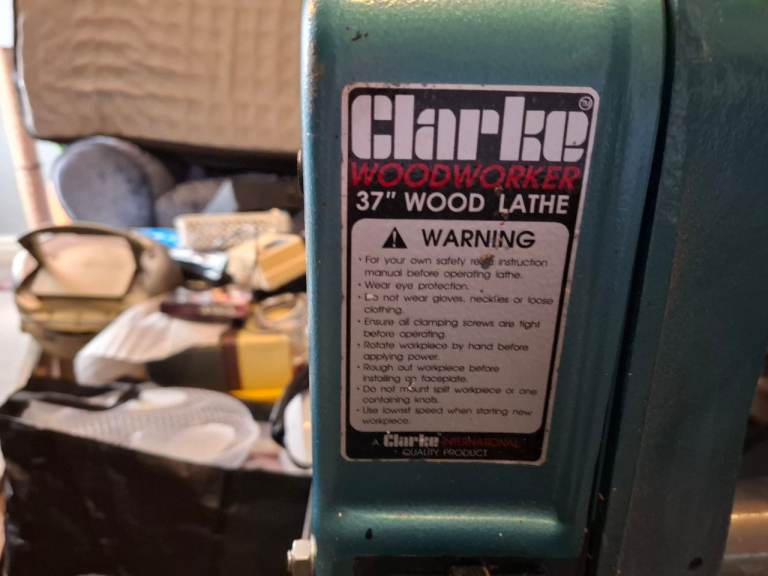 Clarke
WOODWORKER
37" WOOD LATHE
WARNING
· For your own safety read instruction
manual before operating lathe.
· Wear eye protection.
· Do not wear gloves, neckties or loose
clothing.
· Ensure all clamping screws are tight
before operating.
· Rotate workpiece by hand before
applying power.
· Rough out workpiece before
installing on faceplate.
· Do not mount split workpiece or one
containing knots.
· Use lowest speed when starting new
workpiece.
A Clarke INTERNATIONAL
QUALITY PRODUCT